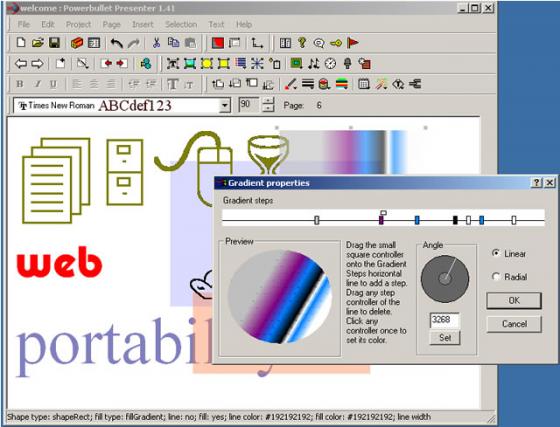 welcome : Powerbullet Presenter 1.41
File Edit Project Page Insert Selection Text Help
B I U
Times New Roman ABCdef123 90 Page: 6
Gradient properties
Gradient steps
Preview
Drag the small
square controller
onto the Gradient
Steps horizontal
line to add a step.
Drag any step
controller of the
line to delete.
Click any
controller once to
set its color.
Angle
3268
Set
Linear
Radial
OK
Cancel
web
portabil
Shape type: shapeRect; fill type: fillGradient; line: no; fill: yes; line color: #192192192; fill color: #192192192; line width